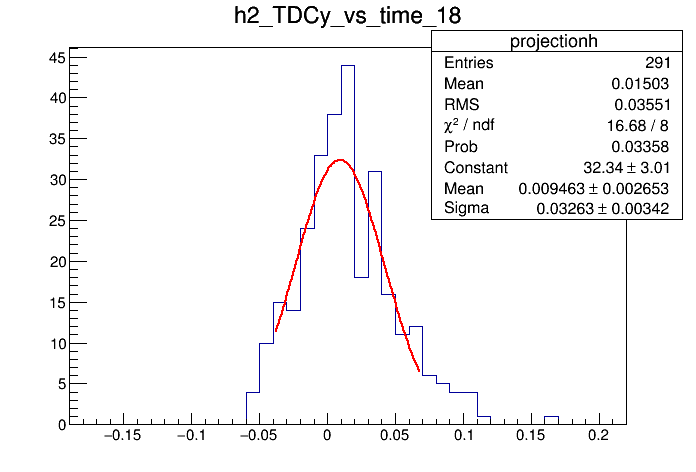 h2_TDCy_vs_time_18
projectionh
Entries 291
Mean 0.01503
RMS 0.03551
χ² / ndf 16.68 / 8
Prob 0.03358
Constant 32.34 ± 3.01
Mean 0.009463 ± 0.002653
Sigma 0.03263 ± 0.00342
45
40
35
30
25
20
15
10
5
0
−0.15 −0.1 −0.05 0 0.05 0.1 0.15 0.2